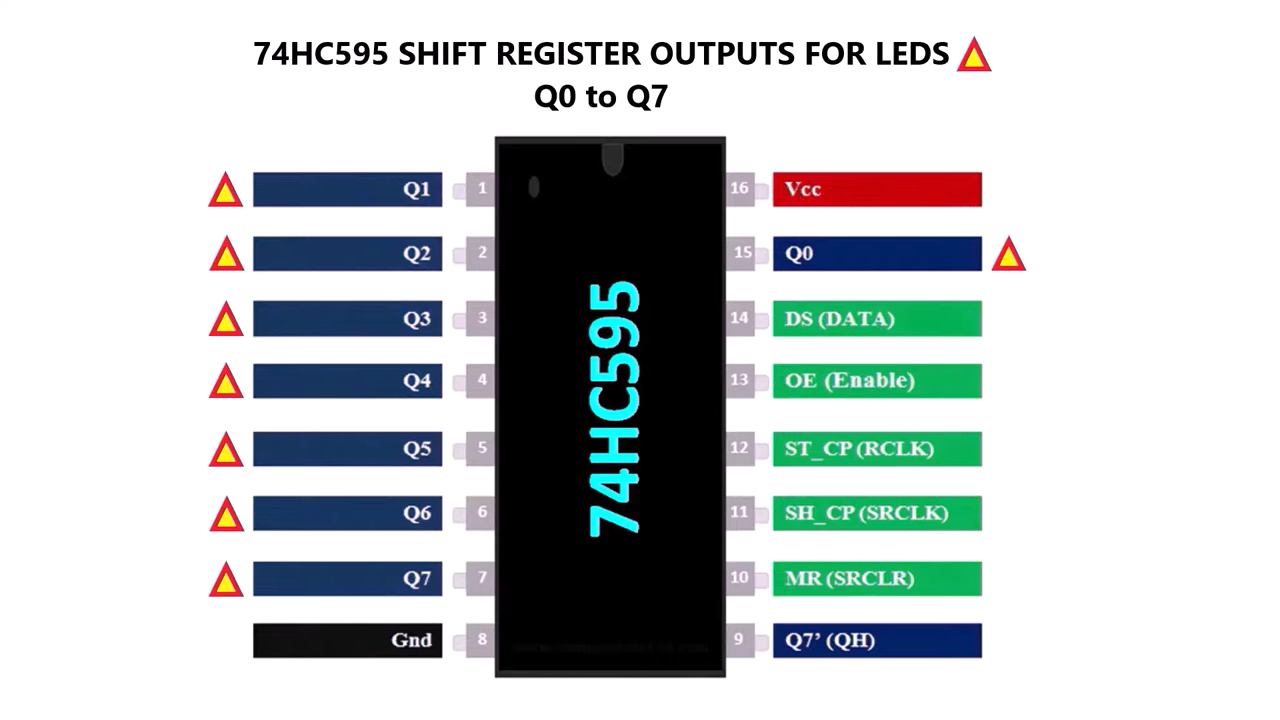 74HC595 SHIFT REGISTER OUTPUTS FOR LEDS
Q0 to Q7
Q1 1 16 Vcc
Q2 2 15 Q0
Q3 3 14 DS (DATA)
Q4 4 13 OE (Enable)
Q5 5 12 ST_CP (RCLK)
Q6 6 11 SH_CP (SRCLK)
Q7 7 10 MR (SRCLR)
Gnd 8 9 Q7’ (QH)
74HC595